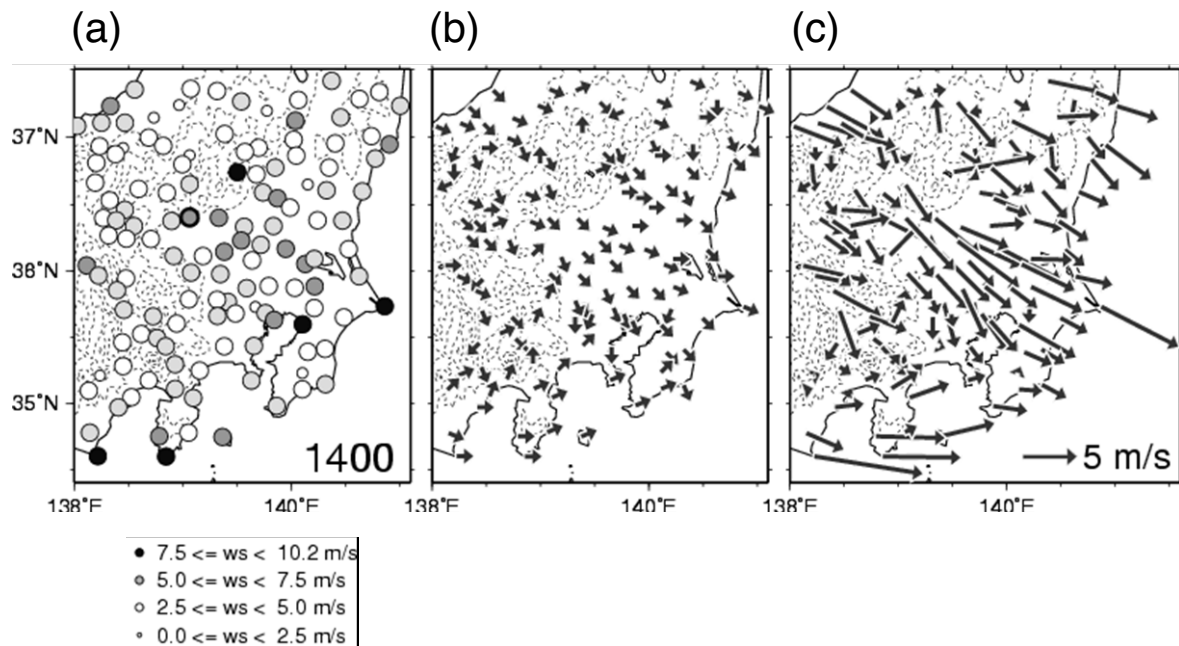 (a) (b) (c)
37°N
36°N
35°N
1400
5 m/s
138°E 140°E 138°E 140°E 138°E 140°E
7.5 <= ws < 10.2 m/s
5.0 <= ws < 7.5 m/s
2.5 <= ws < 5.0 m/s
0.0 <= ws < 2.5 m/s